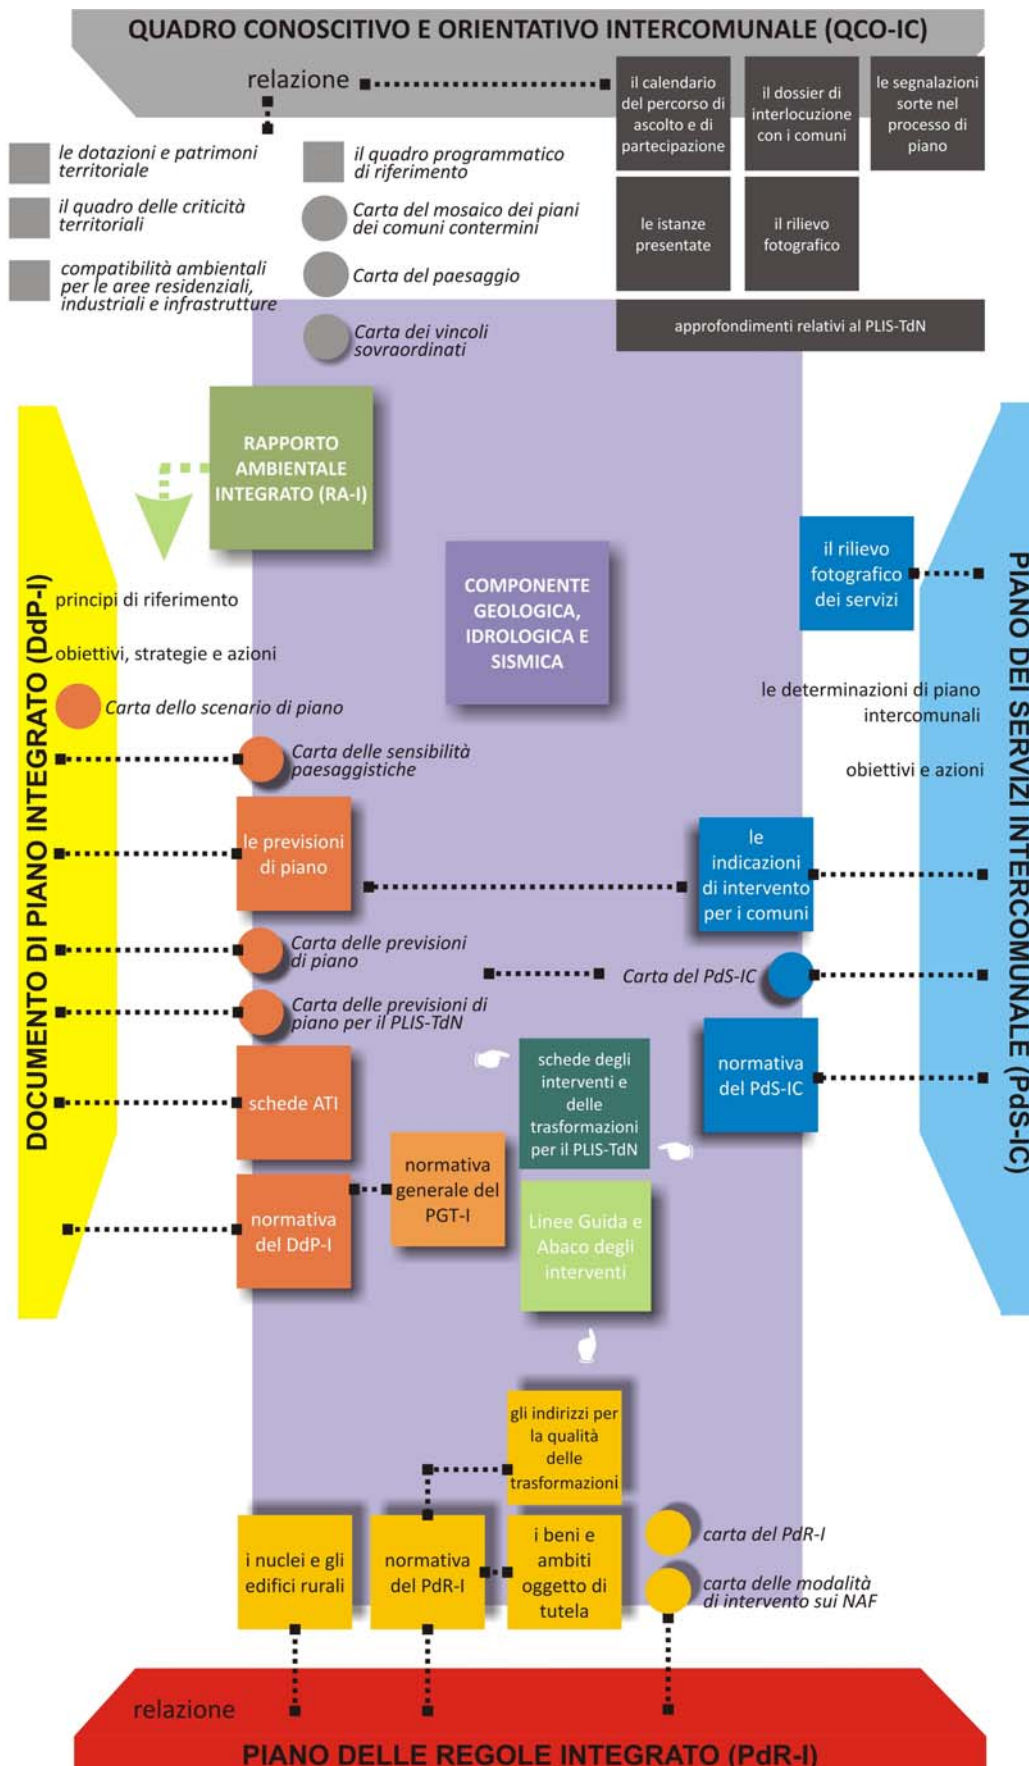 QUADRO CONOSCITIVO E ORIENTATIVO INTERCOMUNALE (QCO-IC)
relazione
il calendario
del percorso di
ascolto e di
partecipazione
il dossier di
interlocuzione
con i comuni
le segnalazioni
sorte nel
processo di
piano
le dotazioni e patrimoni
territoriale
il quadro delle criticità
territoriali
compatibilità ambientali
per le aree residenziali,
industriali e infrastrutture
il quadro programmatico
di riferimento
Carta del mosaico dei piani
dei comuni contermini
Carta del paesaggio
Carta dei vincoli
sovraordinati
le istanze
presentate
il rilievo
fotografico
approfondimenti relativi al PLIS-TdN
RAPPORTO
AMBIENTALE
INTEGRATO (RA-I)
COMPONENTE
GEOLOGICA,
IDROLOGICA E
SISMICA
DOCUMENTO DI PIANO INTEGRATO (DdP-I)
principi di riferimento
obiettivi, strategie e azioni
Carta dello scenario di piano
Carta delle sensibilità
paesaggistiche
le previsioni
di piano
Carta delle previsioni
di piano
Carta delle previsioni di
piano per il PLIS-TdN
schede ATI
normativa
del DdP-I
normativa
generale del
PGT-I
PIANO DEI SERVIZI INTERCOMUNALE (PdS-IC)
il rilievo
fotografico
dei servizi
le determinazioni di piano
intercomunali
obiettivi e azioni
le
indicazioni
di intervento
per i comuni
Carta del PdS-IC
normativa
del PdS-IC
schede degli
interventi e
delle
trasformazioni
per il PLIS-TdN
Linee Guida e
Abaco degli
interventi
gli indirizzi per
la qualità
delle
trasformazioni
i nuclei e gli
edifici rurali
normativa
del PdR-I
i beni e
ambiti
oggetto di
tutela
carta del PdR-I
carta delle modalità
di intervento sui NAF
relazione
PIANO DELLE REGOLE INTEGRATO (PdR-I)